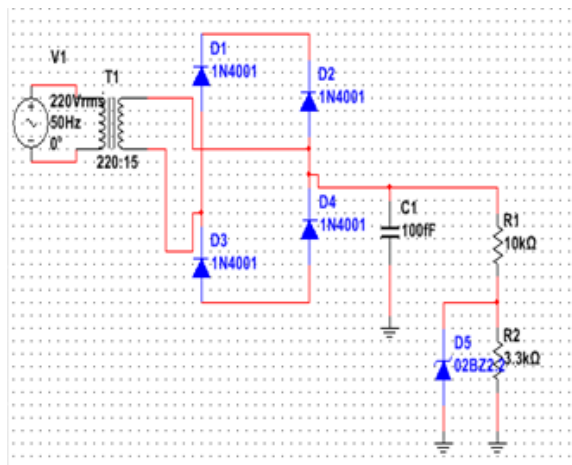 V1
220Vrms
50Hz
0°
T1
220:15
D1
1N4001
D2
1N4001
D3
1N4001
D4
1N4001
C1
100fF
R1
10kΩ
D5
02BZ2.2
R2
3.3kΩ